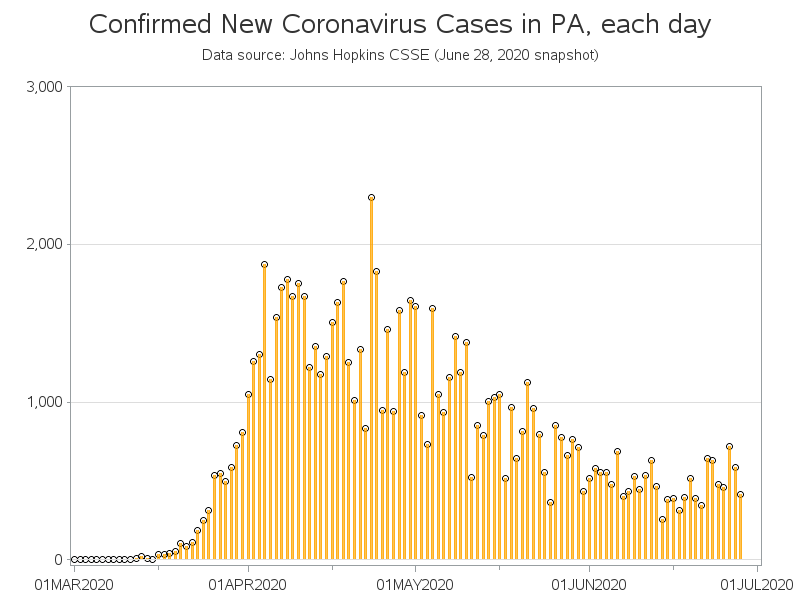 Confirmed New Coronavirus Cases in PA, each day
Data source: Johns Hopkins CSSE (June 28, 2020 snapshot)
3,000
2,000
1,000
0
01MAR2020 01APR2020 01MAY2020 01JUN2020 01JUL2020